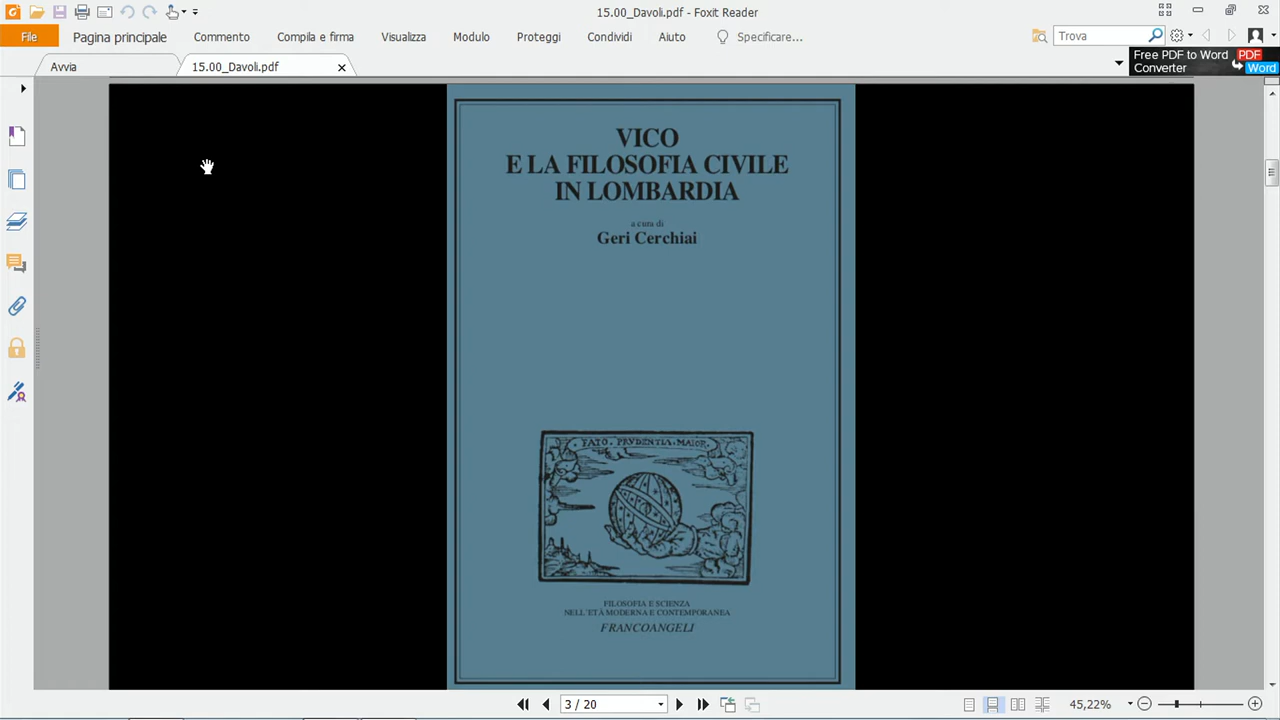 15.00_Davoli.pdf - Foxit Reader
File Pagina principale Commento Compila e firma Visualizza Modulo Proteggi Condividi Aiuto Specificare... Trova
Avvia 15.00_Davoli.pdf
Free PDF to Word PDF
Converter Word
VICO
E LA FILOSOFIA CIVILE
IN LOMBARDIA
a cura di
Geri Cerchiai
FATO. PRVDENTIA. MAIOR.
FILOSOFIA E SCIENZA
NELL'ETÀ MODERNA E CONTEMPORANEA
FRANCOANGELI
3 / 20 45,22%